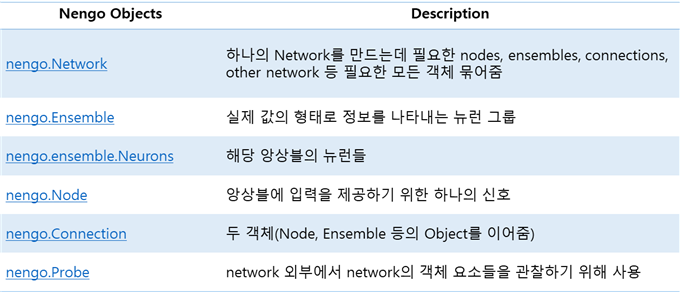 Nengo Objects Description
nengo.Network 하나의 Network를 만드는데 필요한 nodes, ensembles, connections,
other network 등 필요한 모든 객체 묶어줌
nengo.Ensemble 실제 값의 형태로 정보를 나타내는 뉴런 그룹
nengo.ensemble.Neurons 해당 앙상블의 뉴런들
nengo.Node 앙상블에 입력을 제공하기 위한 하나의 신호
nengo.Connection 두 객체(Node, Ensemble 등의 Object를 이어줌)
nengo.Probe network 외부에서 network의 객체 요소들을 관찰하기 위해 사용